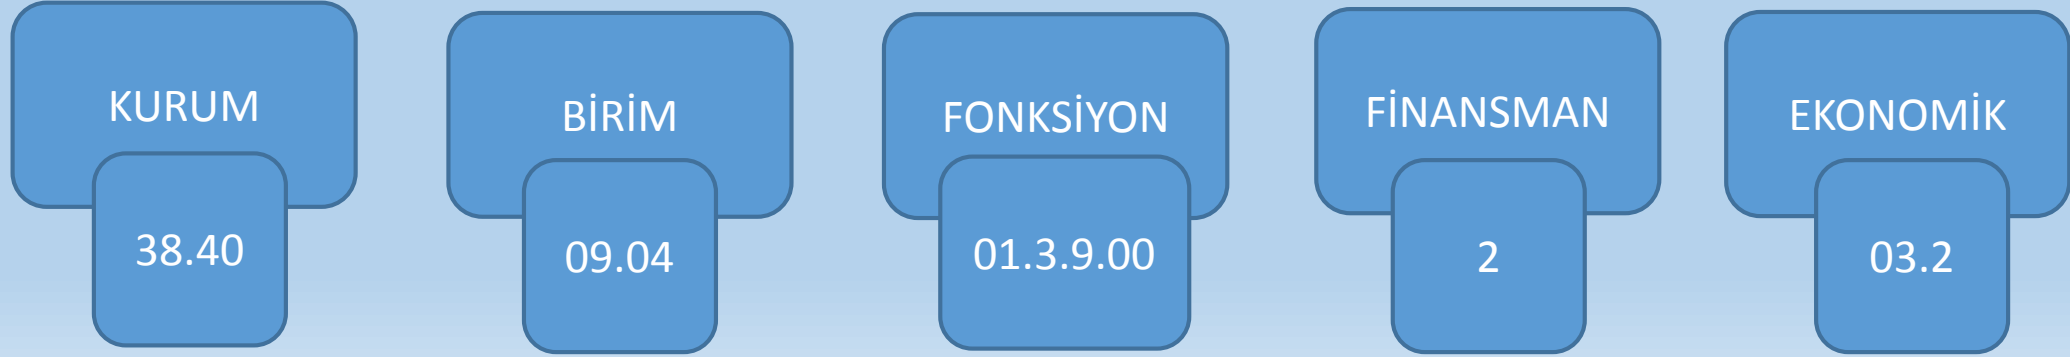 KURUM
38.40
BİRİM
09.04
FONKSİYON
01.3.9.00
FİNANSMAN
2
EKONOMİK
03.2